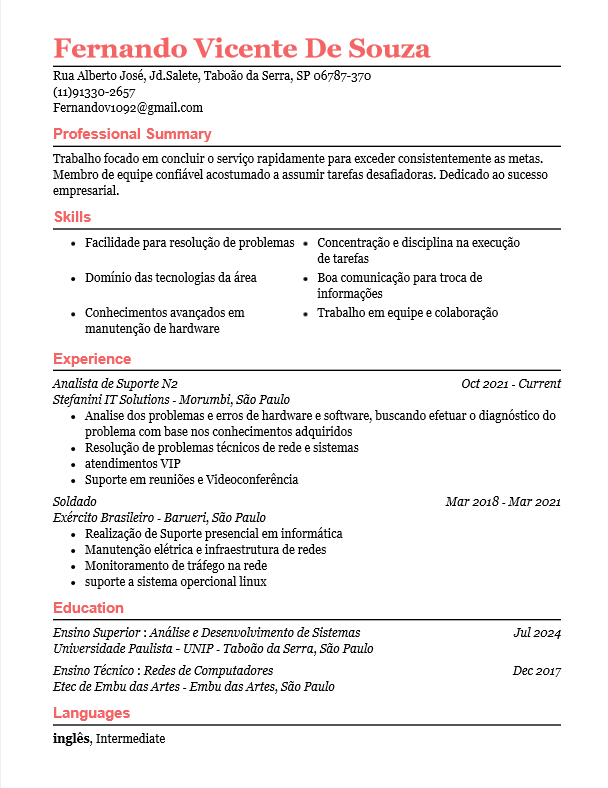 Fernando Vicente De Souza
Rua Alberto José, Jd.Salete, Taboão da Serra, SP 06787-370
(11)91330-2657
Fernandov1092@gmail.com
Professional Summary
Trabalho focado em concluir o serviço rapidamente para exceder consistentemente as metas.
Membro de equipe confiável acostumado a assumir tarefas desafiadoras. Dedicado ao sucesso
empresarial.
Skills
• Facilidade para resolução de problemas
• Domínio das tecnologias da área
• Conhecimentos avançados em
manutenção de hardware
• Concentração e disciplina na execução
de tarefas
• Boa comunicação para troca de
informações
• Trabalho em equipe e colaboração
Experience
Analista de Suporte N2 Oct 2021 - Current
Stefanini IT Solutions - Morumbi, São Paulo
• Analise dos problemas e erros de hardware e software, buscando efetuar o diagnóstico do
problema com base nos conhecimentos adquiridos
• Resolução de problemas técnicos de rede e sistemas
• atendimentos VIP
• Suporte em reuniões e Videoconferência
Soldado Mar 2018 - Mar 2021
Exército Brasileiro - Barueri, São Paulo
• Realização de Suporte presencial em informática
• Manutenção elétrica e infraestrutura de redes
• Monitoramento de tráfego na rede
• suporte a sistema opercional linux
Education
Ensino Superior : Análise e Desenvolvimento de Sistemas Jul 2024
Universidade Paulista - UNIP - Taboão da Serra, São Paulo
Ensino Técnico : Redes de Computadores Dec 2017
Etec de Embu das Artes - Embu das Artes, São Paulo
Languages
inglês, Intermediate